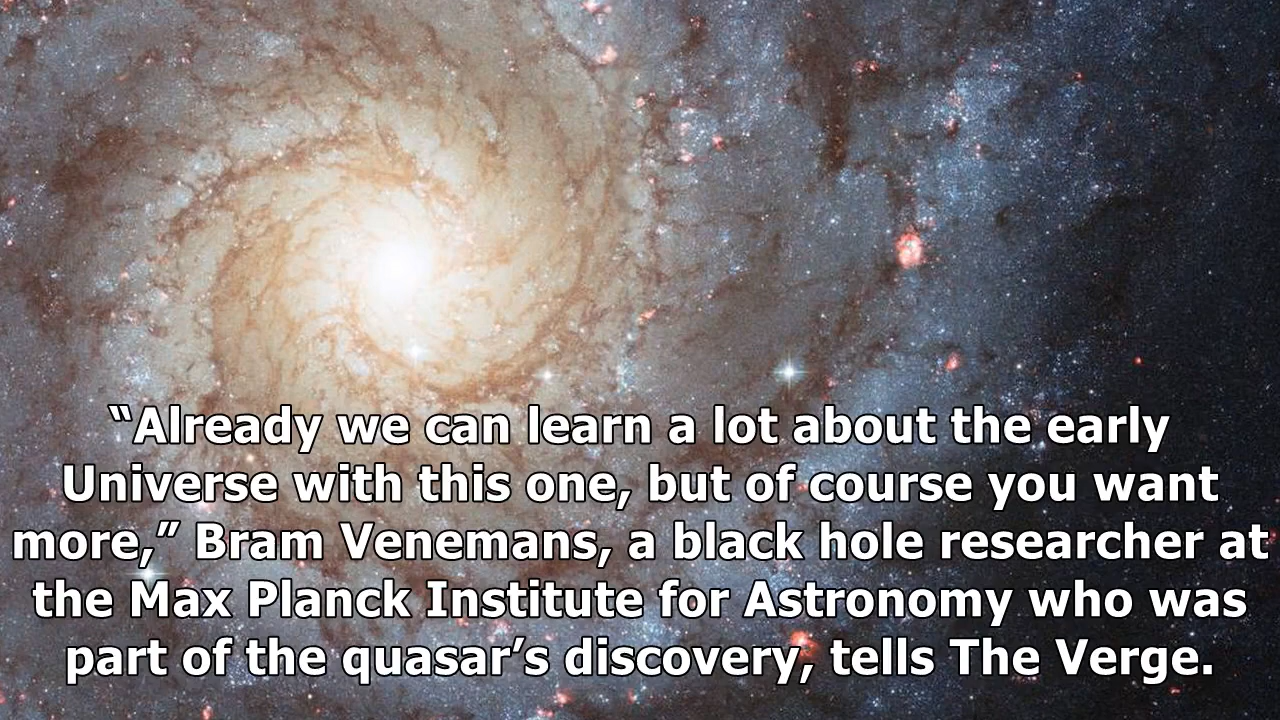 “Already we can learn a lot about the early
Universe with this one, but of course you want
more,” Bram Venemans, a black hole researcher at
the Max Planck Institute for Astronomy who was
part of the quasar’s discovery, tells The Verge.